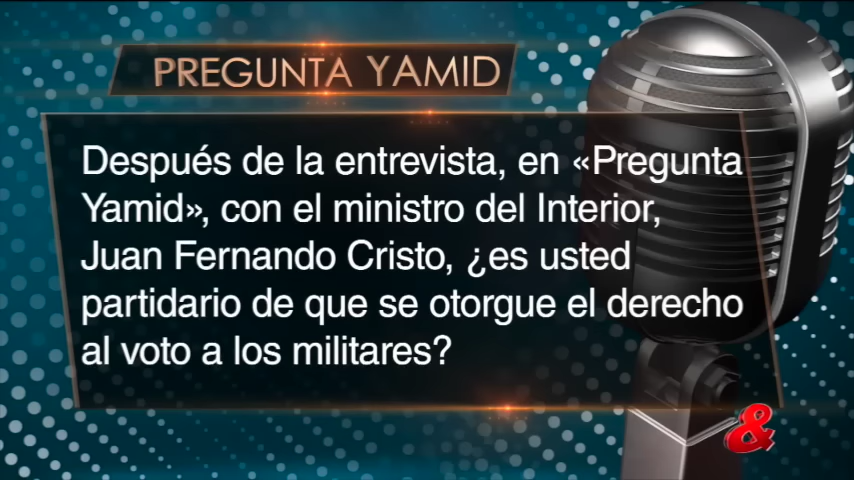 PREGUNTA YAMID
Después de la entrevista, en «Pregunta
Yamid», con el ministro del Interior,
Juan Fernando Cristo, ¿es usted
partidario de que se otorgue el derecho
al voto a los militares?
&